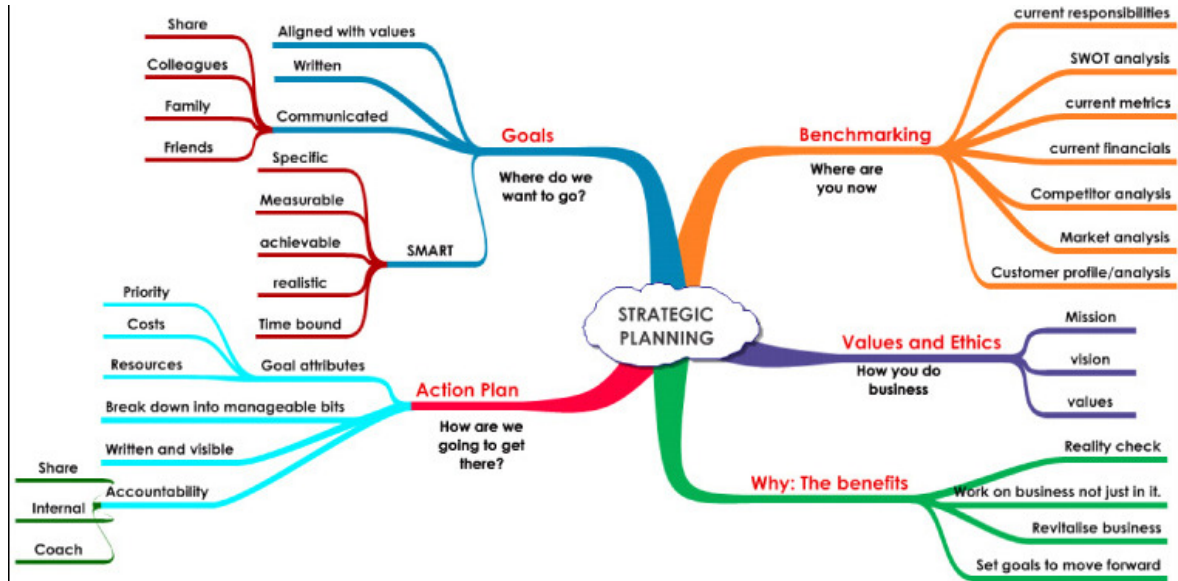 STRATEGIC
PLANNING
Goals
Where do we
want to go?
Aligned with values
Written
Communicated
Share
Colleagues
Family
Friends
SMART
Specific
Measurable
achievable
realistic
Time bound
Benchmarking
Where are
you now
current responsibilities
SWOT analysis
current metrics
current financials
Competitor analysis
Market analysis
Customer profile/analysis
Values and Ethics
How you do
business
Mission
vision
values
Why: The benefits
Reality check
Work on business not just in it.
Revitalise business
Set goals to move forward
Action Plan
How are we
going to get
there?
Goal attributes
Priority
Costs
Resources
Break down into manageable bits
Written and visible
Accountability
Share
Internal
Coach